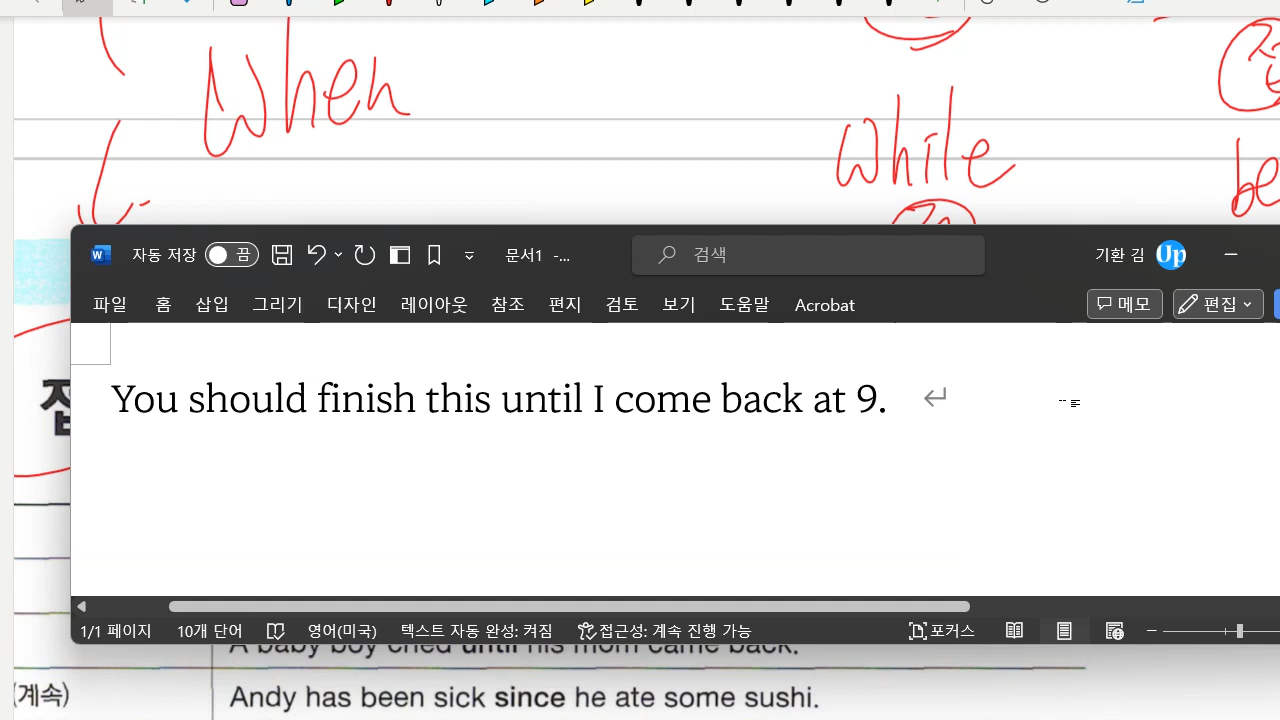 When
while
자동 저장 끔 문서1 -... 검색 기환 김 Up
파일 홈 삽입 그리기 디자인 레이아웃 참조 편지 검토 보기 도움말 Acrobat 메모 편집
You should finish this until I come back at 9.
1/1 페이지 10개 단어 영어(미국) 텍스트 자동 완성: 켜짐 접근성: 계속 진행 가능 포커스
A baby boy cried until his mom came back.
(계속) Andy has been sick since he ate some sushi.